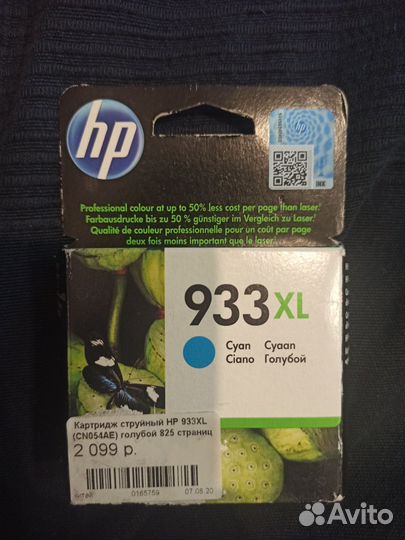 hp
INK
Professional colour at up to 50% less cost per page than laser.
Farbausdrucke bis zu 50 % günstiger im Vergleich zu Laser.
Qualité de couleur professionnelle pour un coût par page
deux fois moins important que le laser.
933XL
Cyan Суаан
Ciano Голубой
Картридж струйный HP 933XL
(CN054AE) голубой 825 страниц
2 099 р.
Китай 0165759 07.08.20
Avito